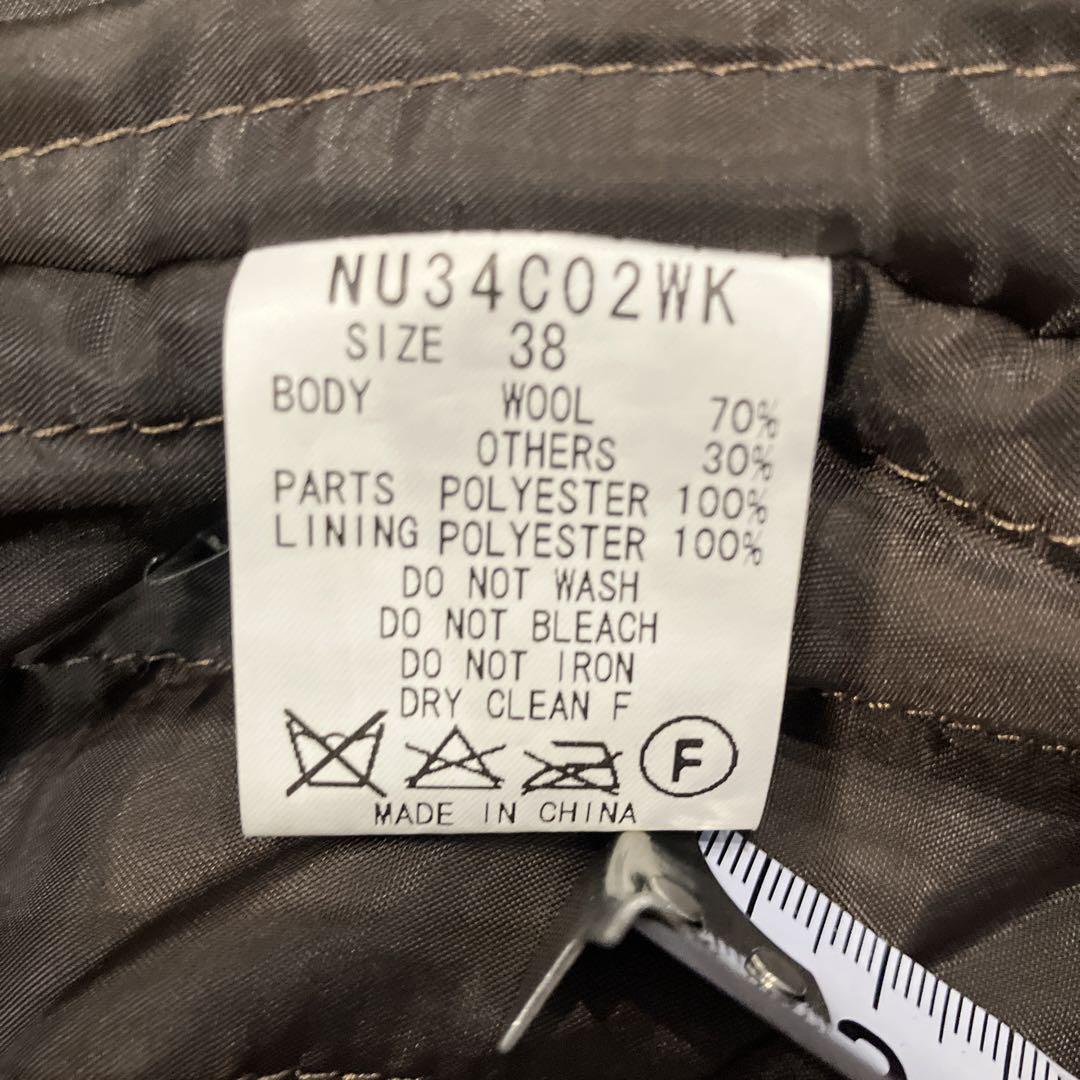 NU34C02WK
SIZE 38
BODY WOOL 70%
OTHERS 30%
PARTS POLYESTER 100%
LINING POLYESTER 100%
DO NOT WASH
DO NOT BLEACH
DO NOT IRON
DRY CLEAN F
F
MADE IN CHINA